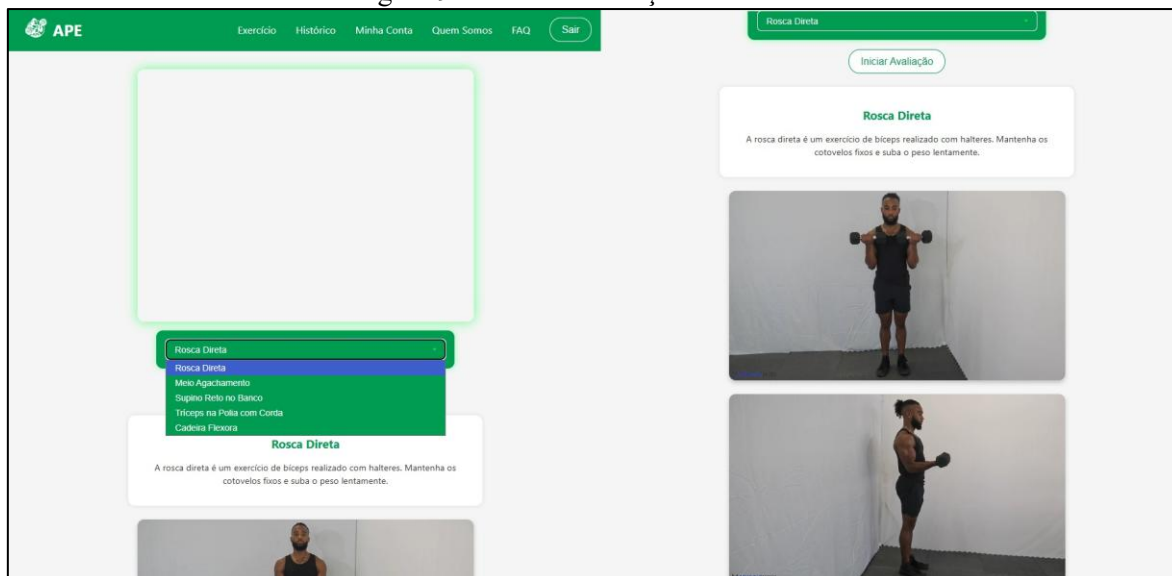 APE
Exercício Histórico Minha Conta Quem Somos FAQ Sair
Rosca Direta
Rosca Direta
Meio Agachamento
Supino Reto no Banco
Tríceps na Polia com Corda
Cadeira Flexora
Rosca Direta
A rosca direta é um exercício de bíceps realizado com halteres. Mantenha os
cotovelos fixos e suba o peso lentamente.
Rosca Direta
Iniciar Avaliação
Rosca Direta
A rosca direta é um exercício de bíceps realizado com halteres. Mantenha os
cotovelos fixos e suba o peso lentamente.